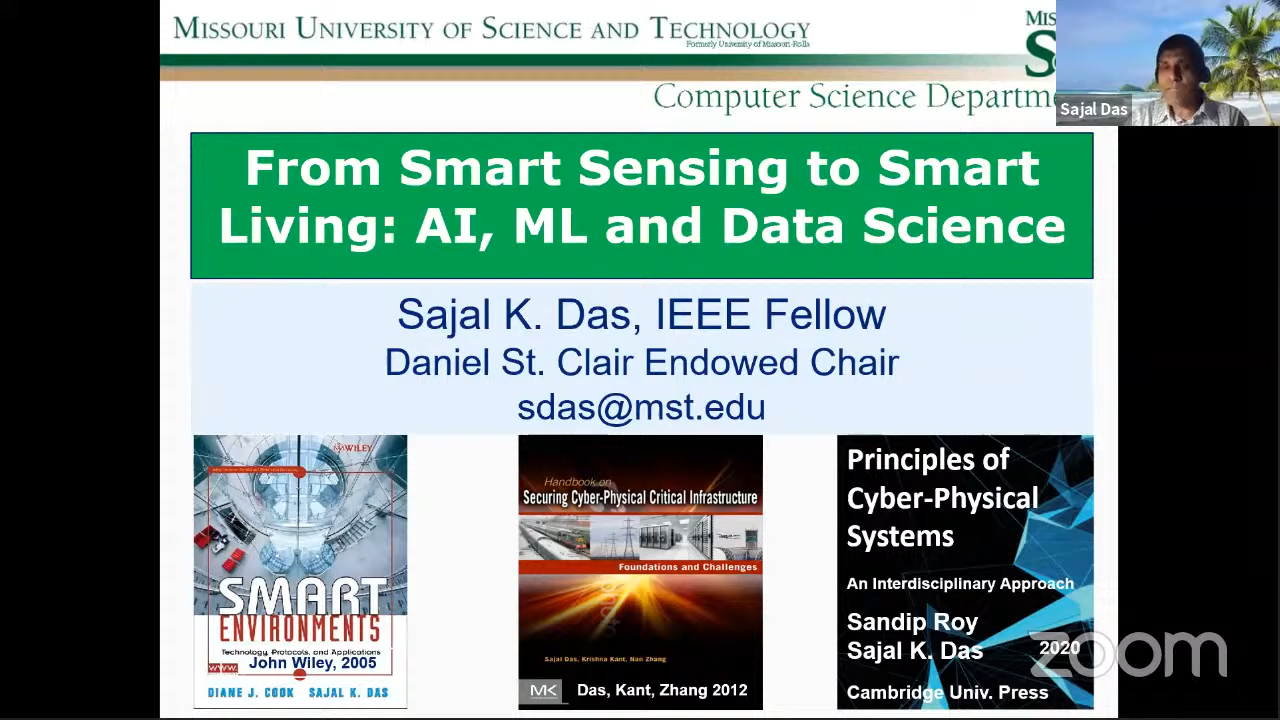 MISSOURI UNIVERSITY OF SCIENCE AND TECHNOLOGY
Formerly University of Missouri-Rolla
MIS
S
Computer Science Departm
Sajal Das
From Smart Sensing to Smart
Living: AI, ML and Data Science
Sajal K. Das, IEEE Fellow
Daniel St. Clair Endowed Chair
sdas@mst.edu
WILEY
SMART
ENVIRONMENTS
Technology, Protocols, and Applications
www.
John Wiley, 2005
DIANE J. COOK SAJAL K. DAS
Handbook on
Securing Cyber-Physical Critical Infrastructure
Foundations and Challenges
Sajal Das, Krishna Kant, Nan Zhang
MK
Das, Kant, Zhang 2012
Principles of
Cyber-Physical
Systems
An Interdisciplinary Approach
Sandip Roy
Sajal K. Das 2020
Cambridge Univ. Press
zoom